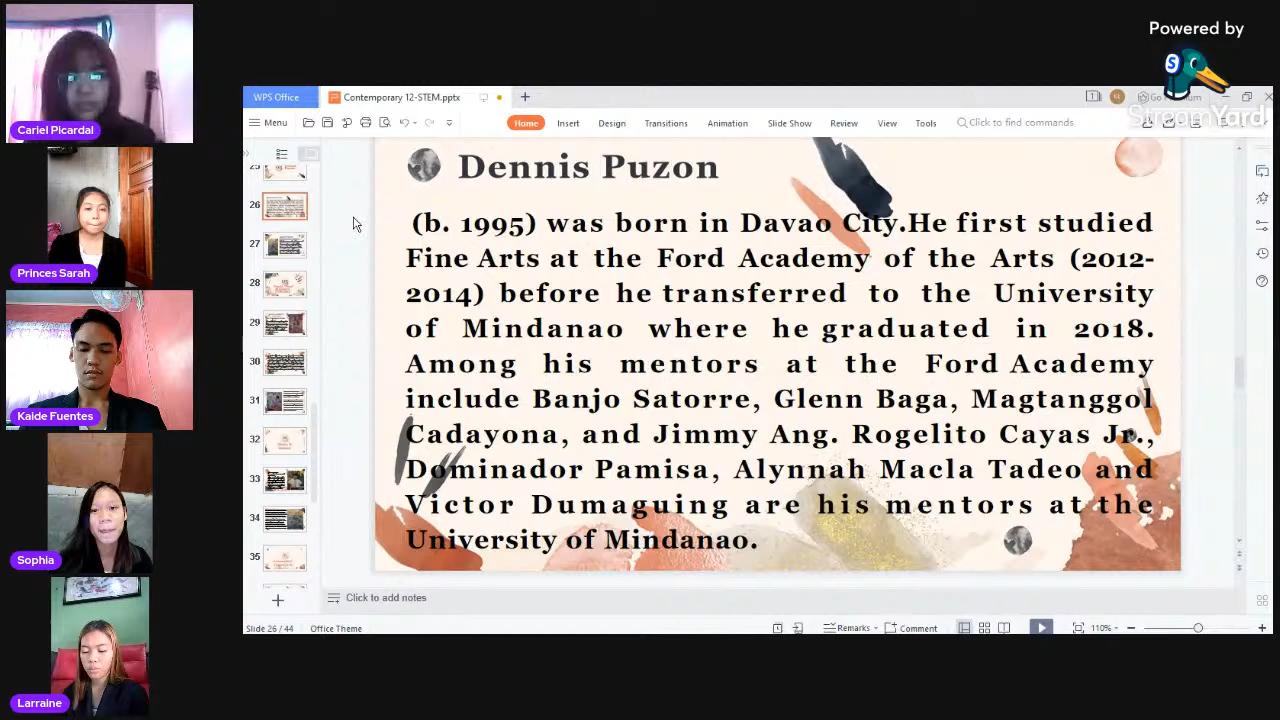 Powered by
StreamYard
Cariel Picardal
Princes Sarah
Kaide Fuentes
Sophia
Larraine
WPS Office
Contemporary 12-STEM.pptx
Menu
Home
Insert
Design
Transitions
Animation
Slide Show
Review
View
Tools
Click to find commands
25
26
27
28
29
30
31
32
33
34
35
Dennis Puzon
(b. 1995) was born in Davao City.He first studied
Fine Arts at the Ford Academy of the Arts (2012-
2014) before he transferred to the University
of Mindanao where he graduated in 2018.
Among his mentors at the Ford Academy
include Banjo Satorre, Glenn Baga, Magtanggol
Cadayona, and Jimmy Ang. Rogelito Cayas Jr.,
Dominador Pamisa, Alynnah Macla Tadeo and
Victor Dumaguing are his mentors at the
University of Mindanao.
Click to add notes
Slide 26 / 44
Office Theme
Remarks
Comment
110%